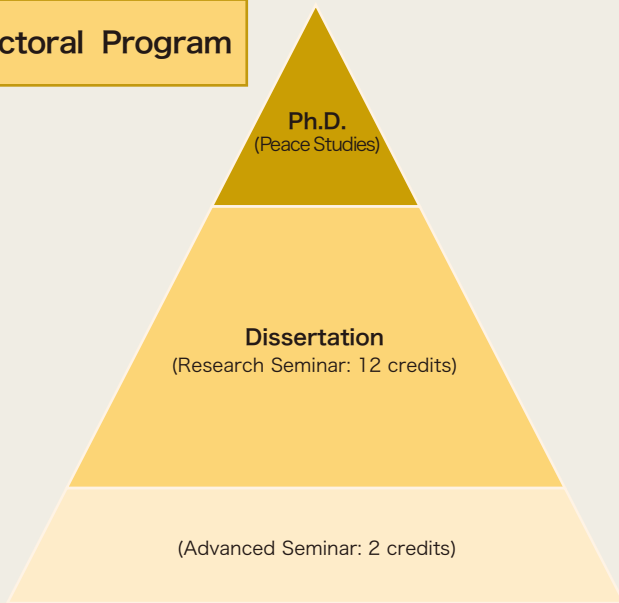 ctoral Program
Ph.D.
(Peace Studies)
Dissertation
(Research Seminar: 12 credits)
(Advanced Seminar: 2 credits)